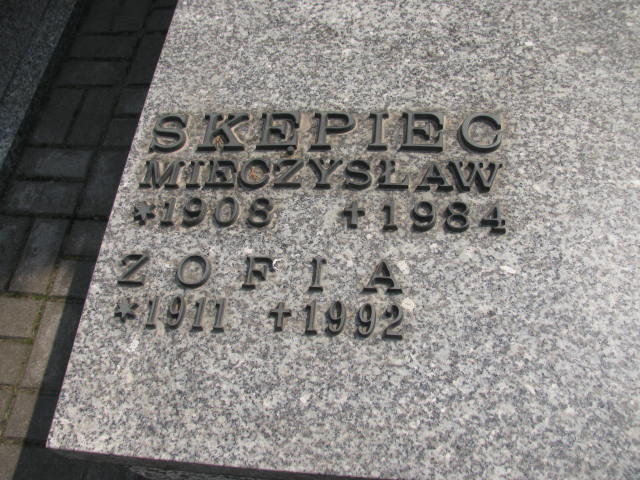 SKĘPIEC
MIECZYSŁAW
*1908 +1984
ZOFIA
*1911 +1992